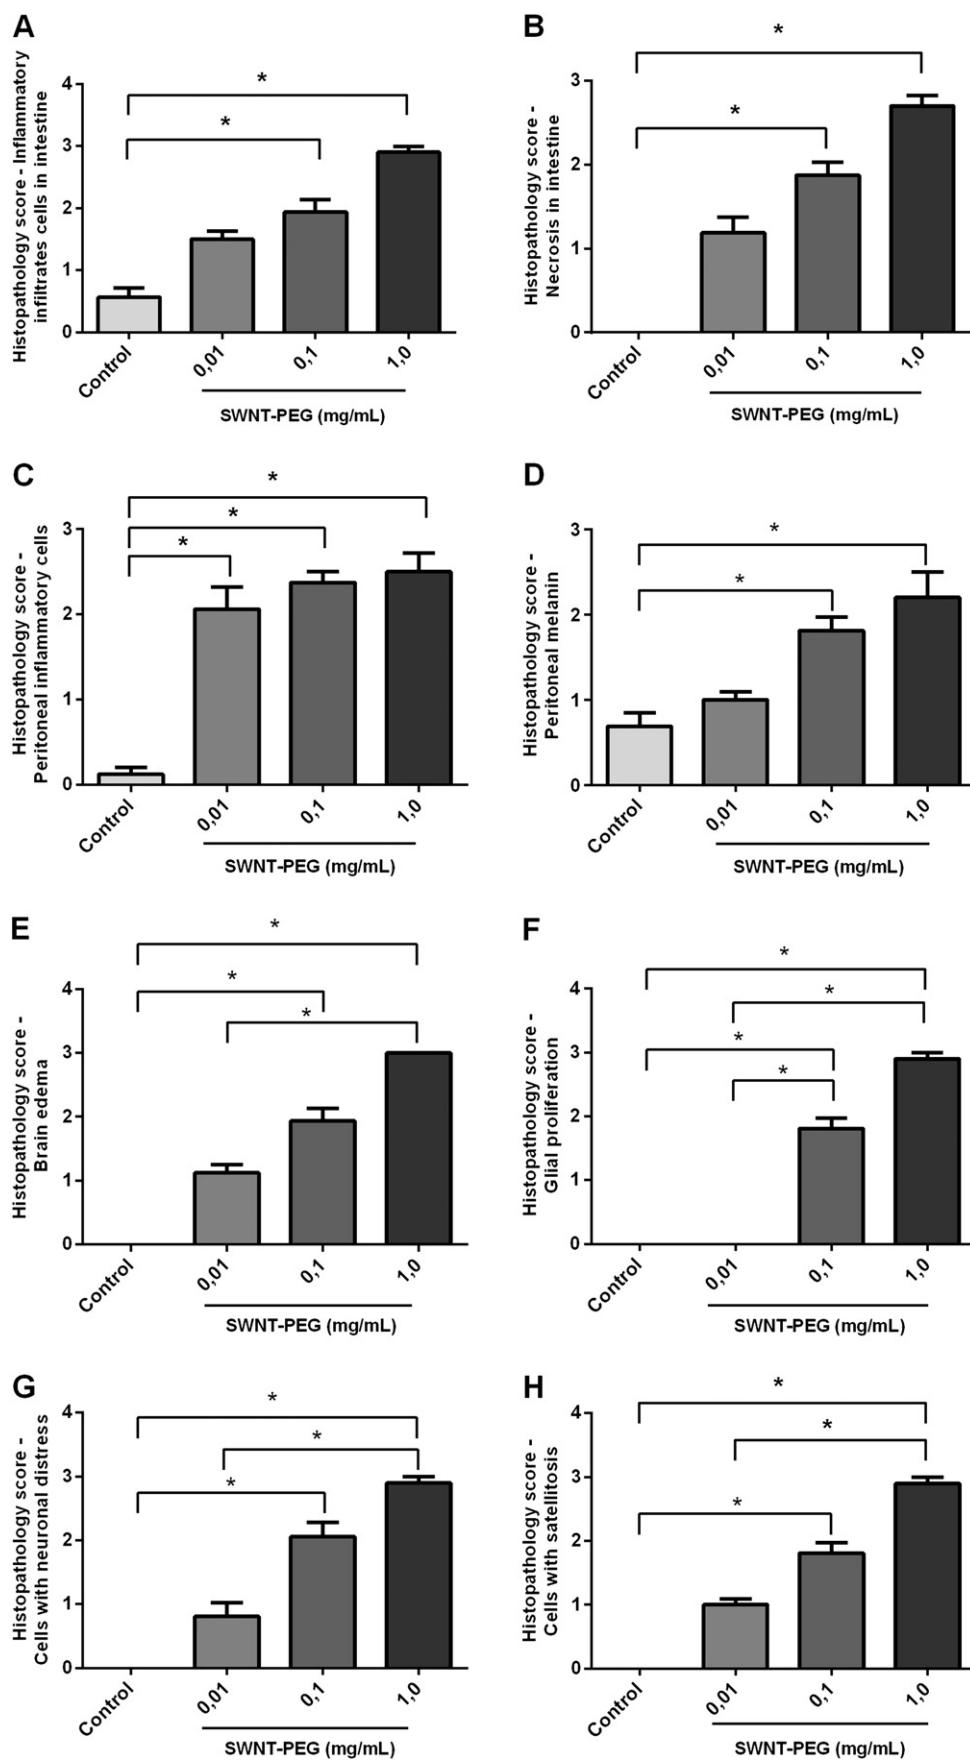 A
Histopathology score - Inflammatory
infiltrates cells in intestine
4
3
2
1
0
*
*
Control
0,01
0,1
1,0
SWNT-PEG (mg/mL)
B
Histopathology score -
Necrosis in intestine
3
2
1
0
*
*
Control
0,01
0,1
1,0
SWNT-PEG (mg/mL)
C
Histopathology score -
Peritoneal inflammatory cells
3
2
1
0
*
*
*
Control
0,01
0,1
1,0
SWNT-PEG (mg/mL)
D
Histopathology score -
Peritoneal melanin
3
2
1
0
*
*
Control
0,01
0,1
1,0
SWNT-PEG (mg/mL)
E
Histopathology score -
Brain edema
4
3
2
1
0
*
*
*
Control
0,01
0,1
1,0
SWNT-PEG (mg/mL)
F
Histopathology score -
Glial proliferation
4
3
2
1
0
*
*
*
*
Control
0,01
0,1
1,0
SWNT-PEG (mg/mL)
G
Histopathology score -
Cells with neuronal distress
4
3
2
1
0
*
*
*
Control
0,01
0,1
1,0
SWNT-PEG (mg/mL)
H
Histopathology score -
Cells with satellitosis
4
3
2
1
0
*
*
*
Control
0,01
0,1
1,0
SWNT-PEG (mg/mL)